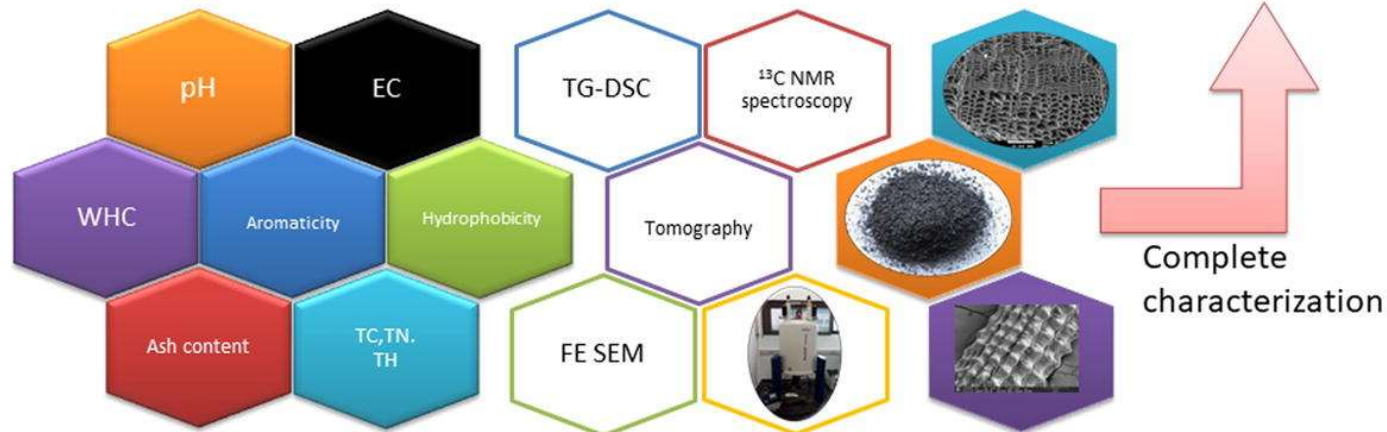 pH
EC
WHC
Aromaticity
Hydrophobicity
Ash content
TC,TN.
TH
TG-DSC
¹³C NMR
spectroscopy
Tomography
FE SEM
Complete
characterization